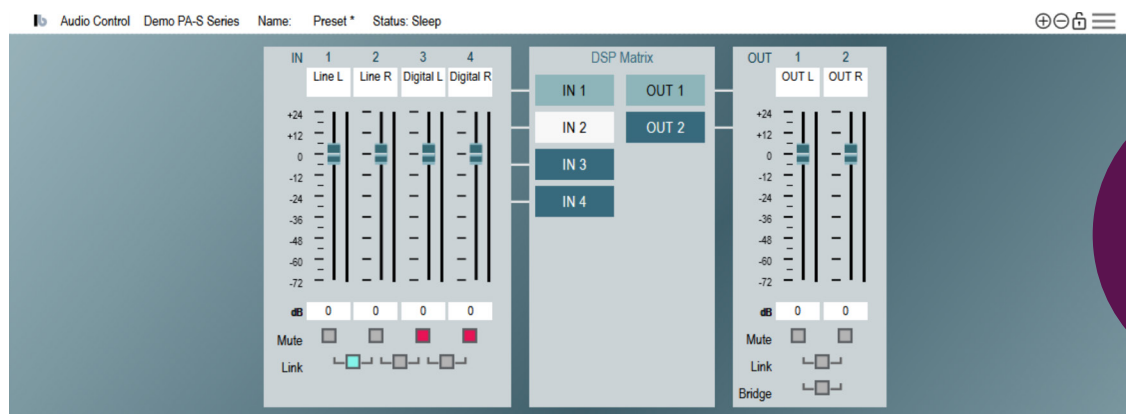 lb Audio Control Demo PA-S Series Name: Preset * Status: Sleep
IN 1 2 3 4
Line L Line R Digital L Digital R
+24
+12
0
-12
-24
-36
-48
-60
-72
dB 0 0 0 0
Mute
Link
DSP Matrix
IN 1 OUT 1
IN 2 OUT 2
IN 3
IN 4
OUT 1 2
OUT L OUT R
+24
+12
0
-12
-24
-36
-48
-60
-72
dB 0 0
Mute
Link
Bridge